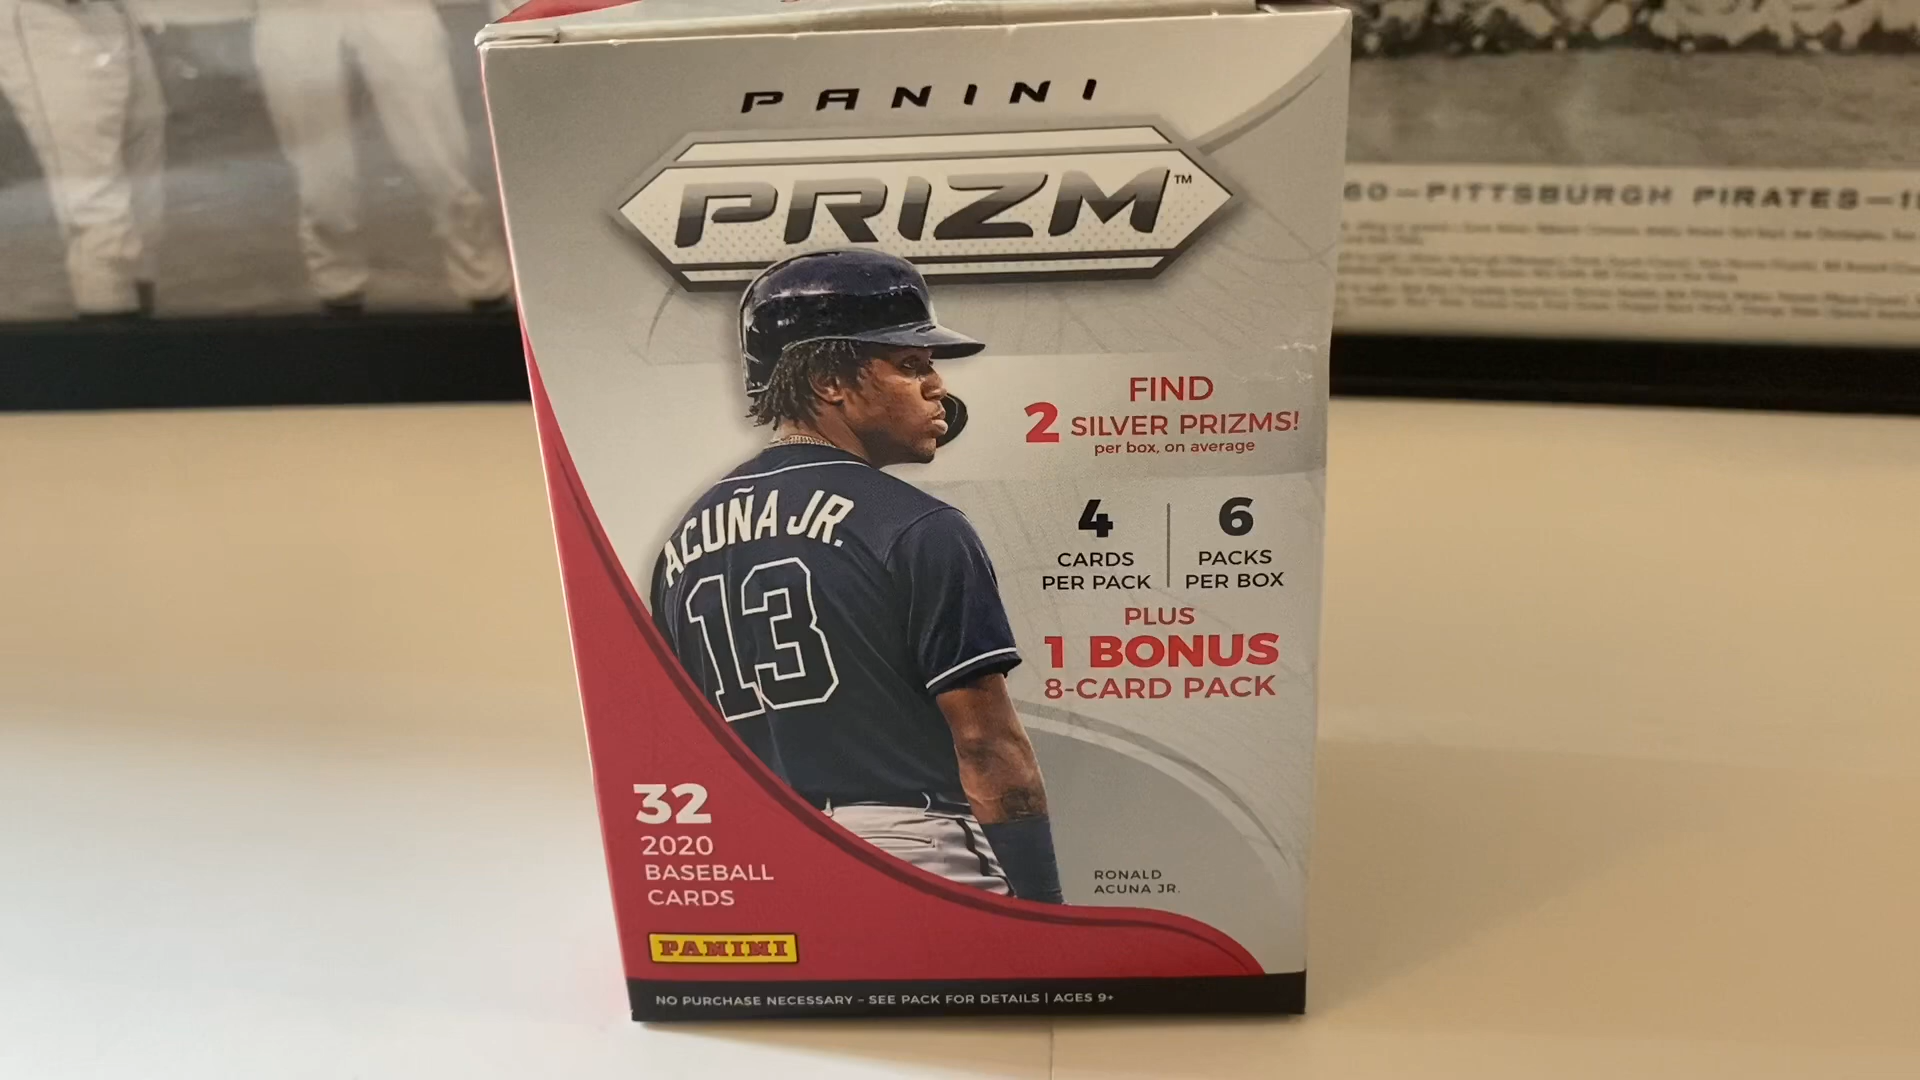 PANINI
PRIZM™
60—PITTSBURGH PIRATES—1
FIND
2 SILVER PRIZMS!
per box, on average
ACUÑA JR.
13
4
CARDS
PER PACK
6
PACKS
PER BOX
PLUS
1 BONUS
8-CARD PACK
32
2020
BASEBALL
CARDS
RONALD
ACUNA JR.
PANINI
NO PURCHASE NECESSARY – SEE PACK FOR DETAILS | AGES 9+